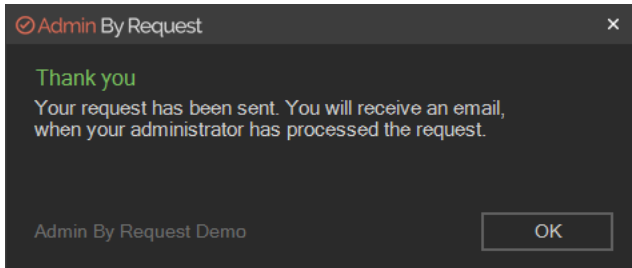 Admin By Request
Thank you
Your request has been sent. You will receive an email,
when your administrator has processed the request.
Admin By Request Demo
OK